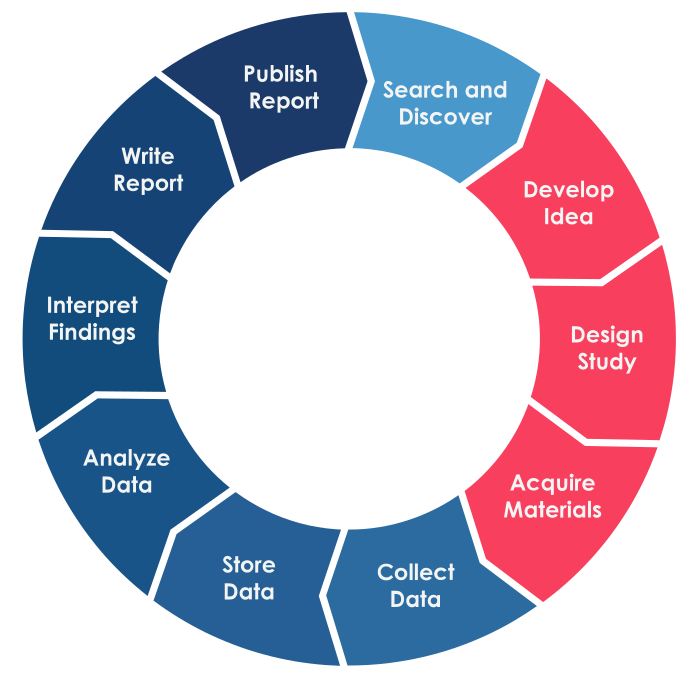 Publish
Report
Search and
Discover
Develop
Idea
Design
Study
Acquire
Materials
Collect
Data
Store
Data
Analyze
Data
Interpret
Findings
Write
Report